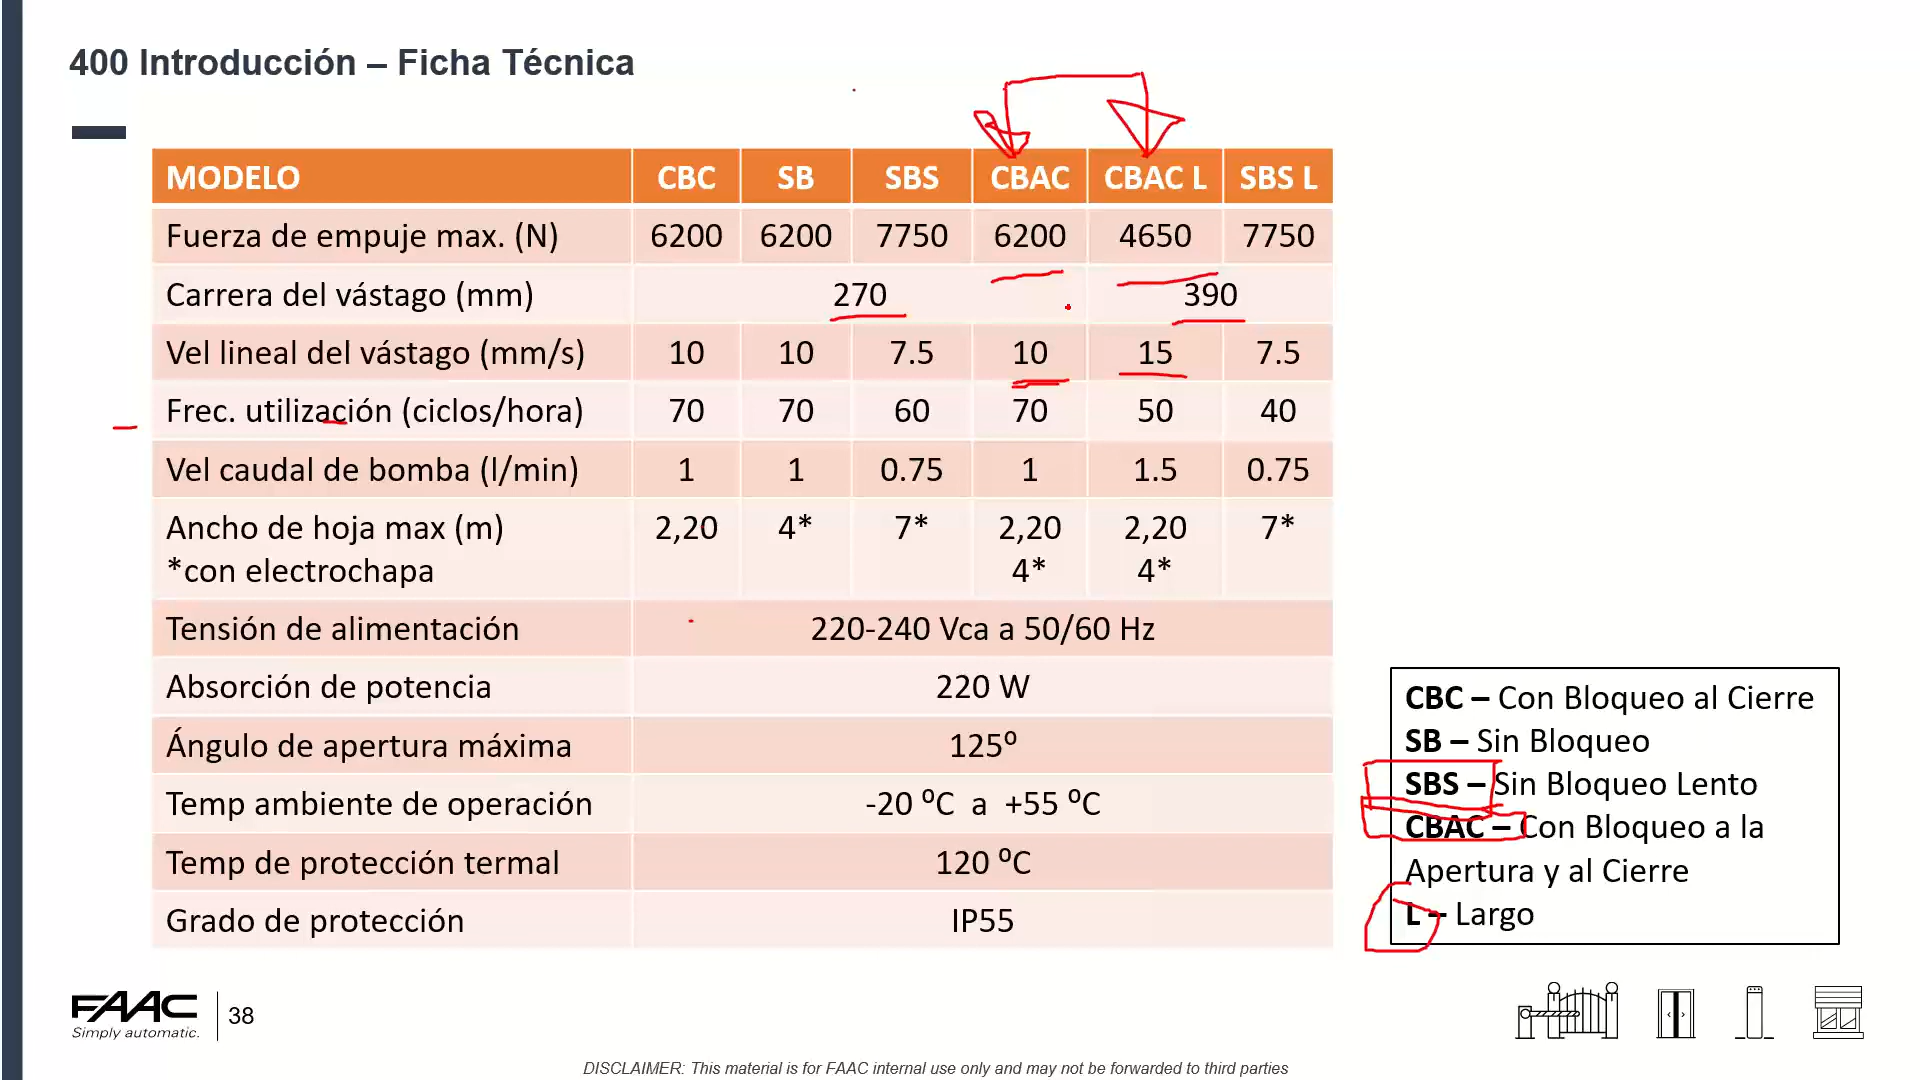 400 Introducción – Ficha Técnica
MODELO CBC SB SBS CBAC CBAC L SBS L
Fuerza de empuje max. (N) 6200 6200 7750 6200 4650 7750
Carrera del vástago (mm) 270 390
Vel lineal del vástago (mm/s) 10 10 7.5 10 15 7.5
Frec. utilización (ciclos/hora) 70 70 60 70 50 40
Vel caudal de bomba (l/min) 1 1 0.75 1 1.5 0.75
Ancho de hoja max (m) 2,20 4* 7* 2,20 2,20 7*
*con electrochapa 4* 4*
Tensión de alimentación 220-240 Vca a 50/60 Hz
Absorción de potencia 220 W
Ángulo de apertura máxima 125º
Temp ambiente de operación -20 ºC a +55 ºC
Temp de protección termal 120 ºC
Grado de protección IP55
CBC – Con Bloqueo al Cierre
SB – Sin Bloqueo
SBS – Sin Bloqueo Lento
CBAC – Con Bloqueo a la
Apertura y al Cierre
L – Largo
FAAC
Simply automatic.
38
DISCLAIMER: This material is for FAAC internal use only and may not be forwarded to third parties